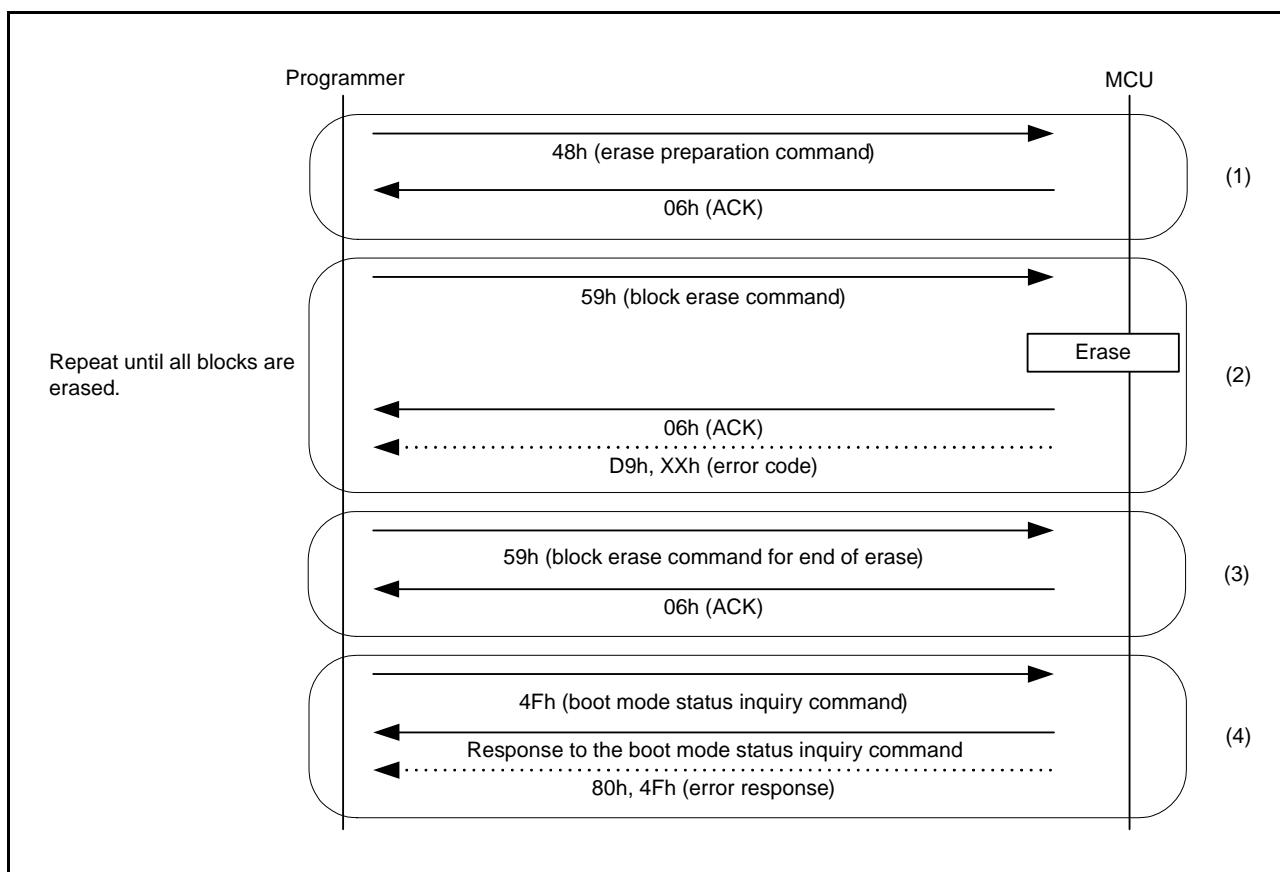 Programmer
MCU
48h (erase preparation command)
(1)
06h (ACK)
59h (block erase command)
Erase
Repeat until all blocks are
erased.
(2)
06h (ACK)
D9h, XXh (error code)
59h (block erase command for end of erase)
(3)
06h (ACK)
4Fh (boot mode status inquiry command)
Response to the boot mode status inquiry command
(4)
80h, 4Fh (error response)